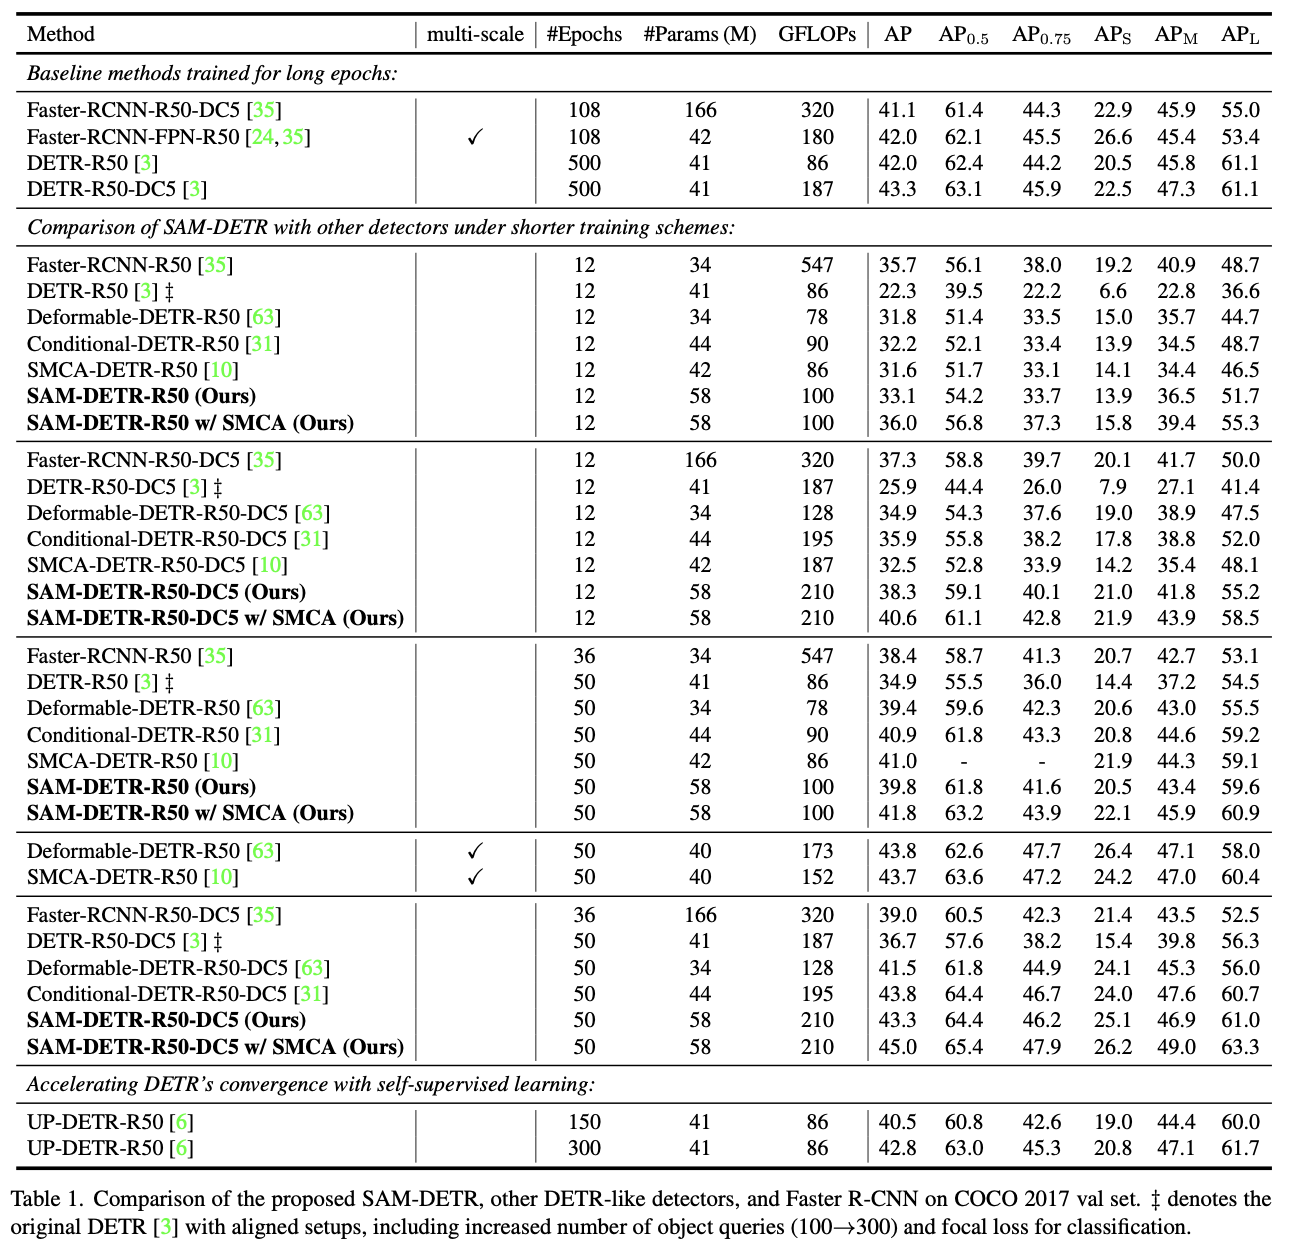 Method multi-scale #Epochs #Params (M) GFLOPs AP AP0.5 AP0.75 APS APM APL
Baseline methods trained for long epochs:
Faster-RCNN-R50-DC5 [35] 108 166 320 41.1 61.4 44.3 22.9 45.9 55.0
Faster-RCNN-FPN-R50 [24,35] ✓ 108 42 180 42.0 62.1 45.5 26.6 45.4 53.4
DETR-R50 [3] 500 41 86 42.0 62.4 44.2 20.5 45.8 61.1
DETR-R50-DC5 [3] 500 41 187 43.3 63.1 45.9 22.5 47.3 61.1
Comparison of SAM-DETR with other detectors under shorter training schemes:
Faster-RCNN-R50 [35] 12 34 547 35.7 56.1 38.0 19.2 40.9 48.7
DETR-R50 [3] ‡ 12 41 86 22.3 39.5 22.2 6.6 22.8 36.6
Deformable-DETR-R50 [63] 12 34 78 31.8 51.4 33.5 15.0 35.7 44.7
Conditional-DETR-R50 [31] 12 44 90 32.2 52.1 33.4 13.9 34.5 48.7
SMCA-DETR-R50 [10] 12 42 86 31.6 51.7 33.1 14.1 34.4 46.5
SAM-DETR-R50 (Ours) 12 58 100 33.1 54.2 33.7 13.9 36.5 51.7
SAM-DETR-R50 w/ SMCA (Ours) 12 58 100 36.0 56.8 37.3 15.8 39.4 55.3
Faster-RCNN-R50-DC5 [35] 12 166 320 37.3 58.8 39.7 20.1 41.7 50.0
DETR-R50-DC5 [3] ‡ 12 41 187 25.9 44.4 26.0 7.9 27.1 41.4
Deformable-DETR-R50-DC5 [63] 12 34 128 34.9 54.3 37.6 19.0 38.9 47.5
Conditional-DETR-R50-DC5 [31] 12 44 195 35.9 55.8 38.2 17.8 38.8 52.0
SMCA-DETR-R50-DC5 [10] 12 42 187 32.5 52.8 33.9 14.2 35.4 48.1
SAM-DETR-R50-DC5 (Ours) 12 58 210 38.3 59.1 40.1 21.0 41.8 55.2
SAM-DETR-R50-DC5 w/ SMCA (Ours) 12 58 210 40.6 61.1 42.8 21.9 43.9 58.5
Faster-RCNN-R50 [35] 36 34 547 38.4 58.7 41.3 20.7 42.7 53.1
DETR-R50 [3] ‡ 50 41 86 34.9 55.5 36.0 14.4 37.2 54.5
Deformable-DETR-R50 [63] 50 34 78 39.4 59.6 42.3 20.6 43.0 55.5
Conditional-DETR-R50 [31] 50 44 90 40.9 61.8 43.3 20.8 44.6 59.2
SMCA-DETR-R50 [10] 50 42 86 41.0 - - 21.9 44.3 59.1
SAM-DETR-R50 (Ours) 50 58 100 39.8 61.8 41.6 20.5 43.4 59.6
SAM-DETR-R50 w/ SMCA (Ours) 50 58 100 41.8 63.2 43.9 22.1 45.9 60.9
Deformable-DETR-R50 [63] ✓ 50 40 173 43.8 62.6 47.7 26.4 47.1 58.0
SMCA-DETR-R50 [10] ✓ 50 40 152 43.7 63.6 47.2 24.2 47.0 60.4
Faster-RCNN-R50-DC5 [35] 36 166 320 39.0 60.5 42.3 21.4 43.5 52.5
DETR-R50-DC5 [3] ‡ 50 41 187 36.7 57.6 38.2 15.4 39.8 56.3
Deformable-DETR-R50-DC5 [63] 50 34 128 41.5 61.8 44.9 24.1 45.3 56.0
Conditional-DETR-R50-DC5 [31] 50 44 195 43.8 64.4 46.7 24.0 47.6 60.7
SAM-DETR-R50-DC5 (Ours) 50 58 210 43.3 64.4 46.2 25.1 46.9 61.0
SAM-DETR-R50-DC5 w/ SMCA (Ours) 50 58 210 45.0 65.4 47.9 26.2 49.0 63.3
Accelerating DETR's convergence with self-supervised learning:
UP-DETR-R50 [6] 150 41 86 40.5 60.8 42.6 19.0 44.4 60.0
UP-DETR-R50 [6] 300 41 86 42.8 63.0 45.3 20.8 47.1 61.7
Table 1. Comparison of the proposed SAM-DETR, other DETR-like detectors, and Faster R-CNN on COCO 2017 val set. ‡ denotes the
original DETR [3] with aligned setups, including increased number of object queries (100→300) and focal loss for classification.